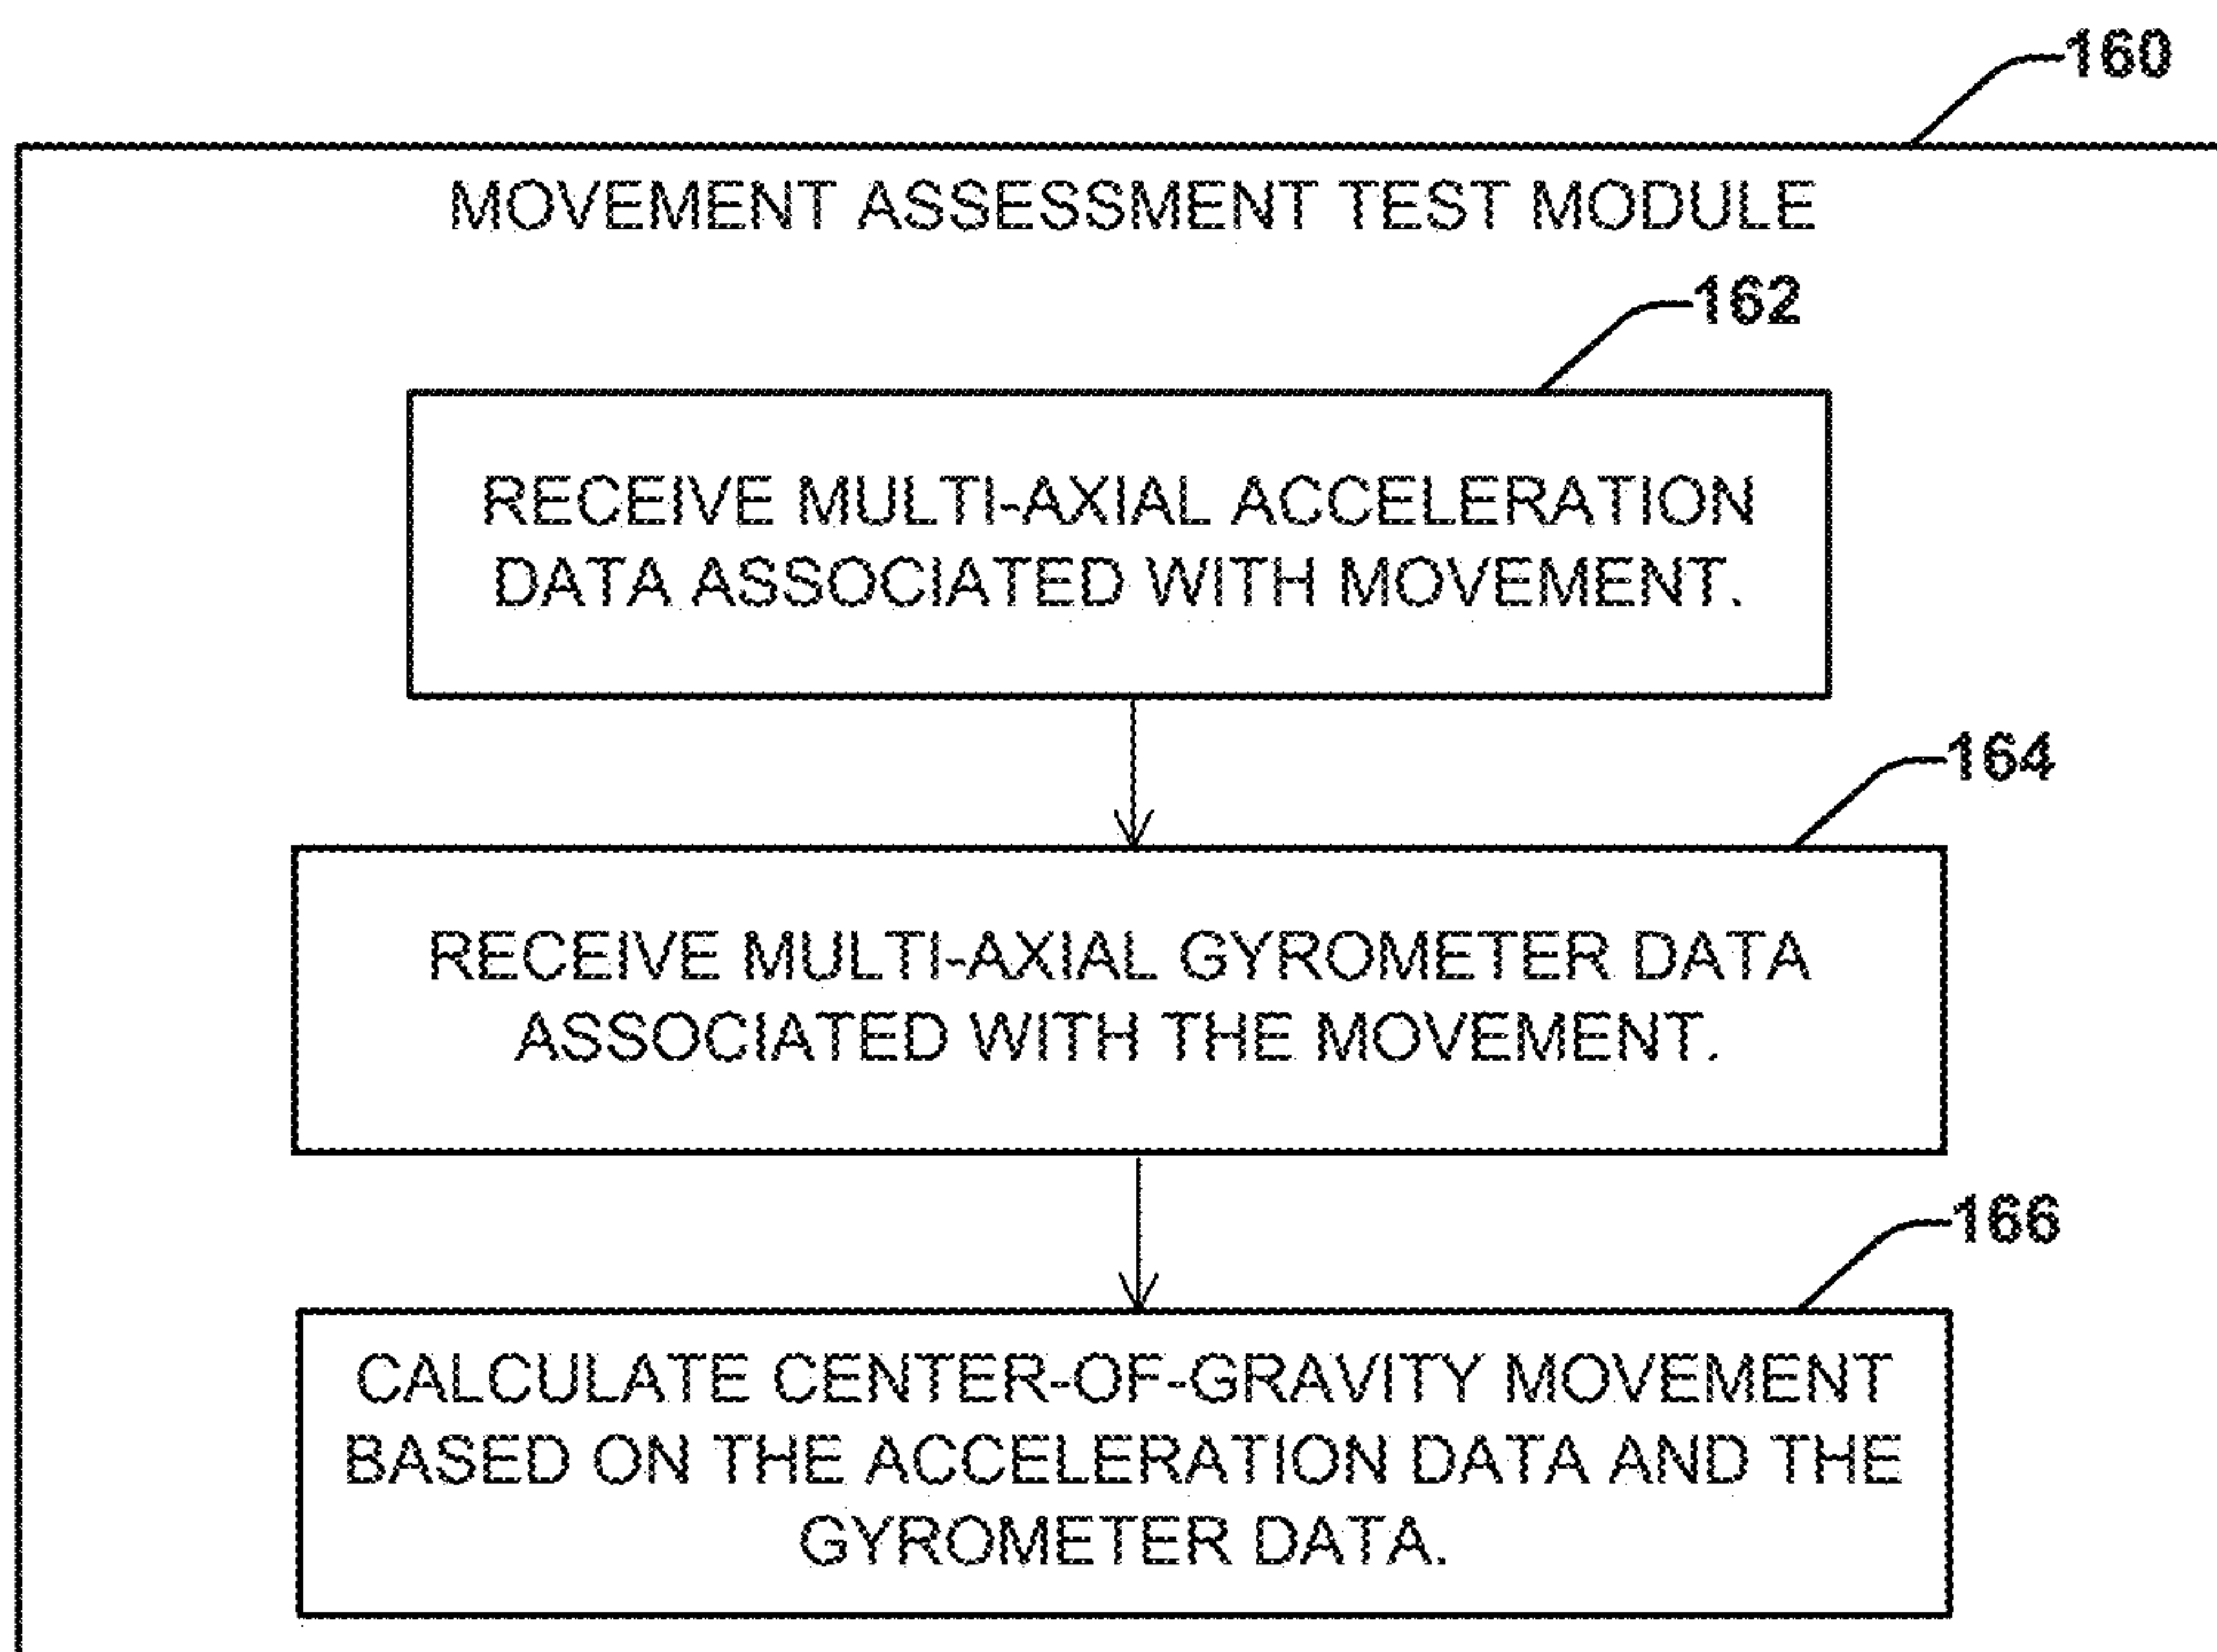 160
MOVEMENT ASSESSMENT TEST MODULE
162
RECEIVE MULTI-AXIAL ACCELERATION
DATA ASSOCIATED WITH MOVEMENT.
164
RECEIVE MULTI-AXIAL GYROMETER DATA
ASSOCIATED WITH THE MOVEMENT.
166
CALCULATE CENTER-OF-GRAVITY MOVEMENT
BASED ON THE ACCELERATION DATA AND THE
GYROMETER DATA.